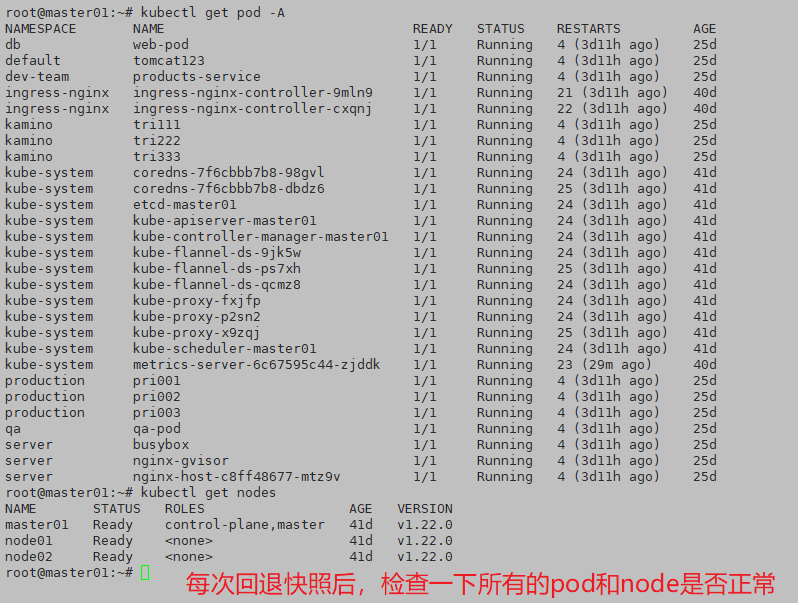 root@master01:~# kubectl get pod -A
NAMESPACE NAME READY STATUS RESTARTS AGE
db web-pod 1/1 Running 4 (3d11h ago) 25d
default tomcat123 1/1 Running 4 (3d11h ago) 25d
dev-team products-service 1/1 Running 4 (3d11h ago) 25d
ingress-nginx ingress-nginx-controller-9mln9 1/1 Running 21 (3d11h ago) 40d
ingress-nginx ingress-nginx-controller-cxqnj 1/1 Running 22 (3d11h ago) 40d
kamino tri111 1/1 Running 4 (3d11h ago) 25d
kamino tri222 1/1 Running 4 (3d11h ago) 25d
kamino tri333 1/1 Running 4 (3d11h ago) 25d
kube-system coredns-7f6cbbb7b8-98gvl 1/1 Running 24 (3d11h ago) 41d
kube-system coredns-7f6cbbb7b8-dbdz6 1/1 Running 25 (3d11h ago) 41d
kube-system etcd-master01 1/1 Running 24 (3d11h ago) 41d
kube-system kube-apiserver-master01 1/1 Running 24 (3d11h ago) 41d
kube-system kube-controller-manager-master01 1/1 Running 24 (3d11h ago) 41d
kube-system kube-flannel-ds-9jk5w 1/1 Running 24 (3d11h ago) 41d
kube-system kube-flannel-ds-ps7xh 1/1 Running 25 (3d11h ago) 41d
kube-system kube-flannel-ds-qcmz8 1/1 Running 24 (3d11h ago) 41d
kube-system kube-proxy-fxjfp 1/1 Running 24 (3d11h ago) 41d
kube-system kube-proxy-p2sn2 1/1 Running 24 (3d11h ago) 41d
kube-system kube-proxy-x9zqj 1/1 Running 25 (3d11h ago) 41d
kube-system kube-scheduler-master01 1/1 Running 24 (3d11h ago) 41d
kube-system metrics-server-6c67595c44-zjddk 1/1 Running 23 (29m ago) 40d
production pri001 1/1 Running 4 (3d11h ago) 25d
production pri002 1/1 Running 4 (3d11h ago) 25d
production pri003 1/1 Running 4 (3d11h ago) 25d
qa qa-pod 1/1 Running 4 (3d11h ago) 25d
server busybox 1/1 Running 4 (3d11h ago) 25d
server nginx-gvisor 1/1 Running 4 (3d11h ago) 25d
server nginx-host-c8ff48677-mtz9v 1/1 Running 4 (3d11h ago) 25d
root@master01:~# kubectl get nodes
NAME STATUS ROLES AGE VERSION
master01 Ready control-plane,master 41d v1.22.0
node01 Ready <none> 41d v1.22.0
node02 Ready <none> 41d v1.22.0
root@master01:~#
每次回退快照后，检查一下所有的pod和node是否正常